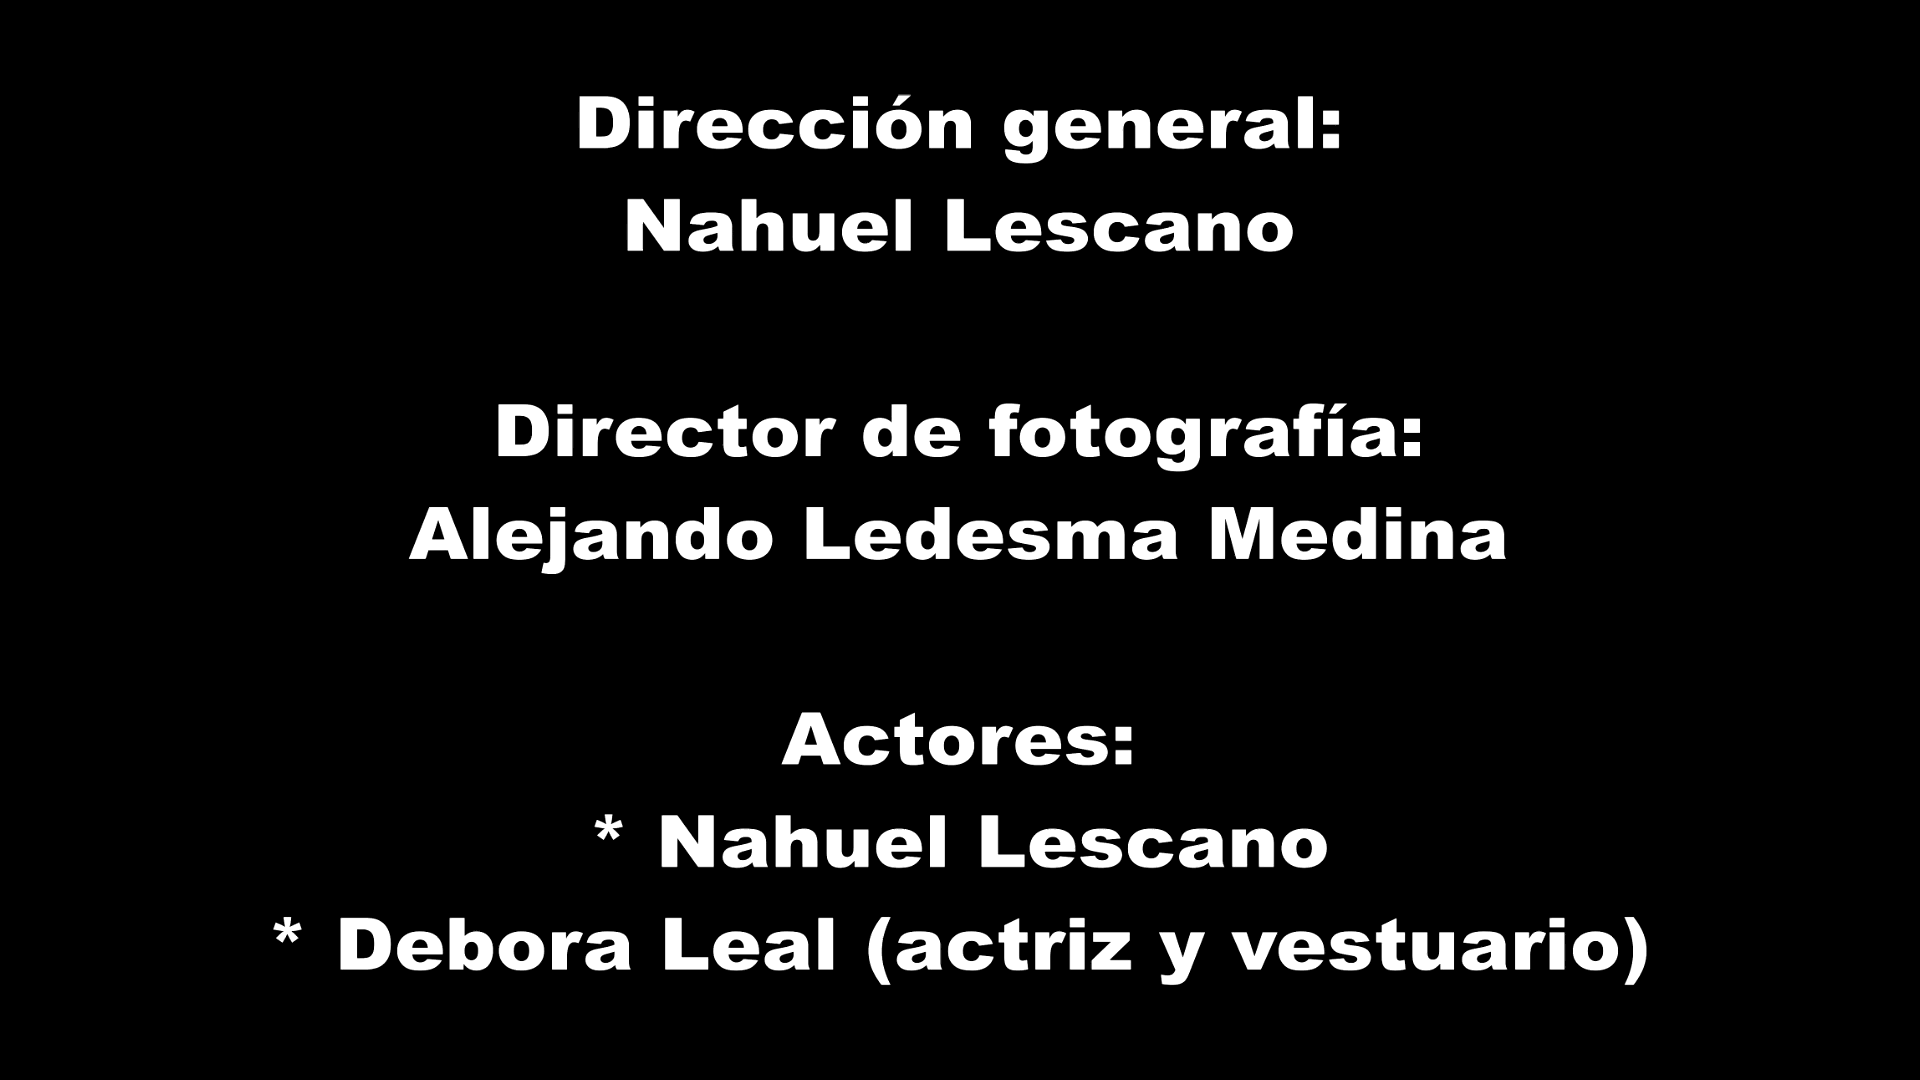 Dirección general:
Nahuel Lescano
Director de fotografía:
Alejando Ledesma Medina
Actores:
* Nahuel Lescano
* Debora Leal (actriz y vestuario)